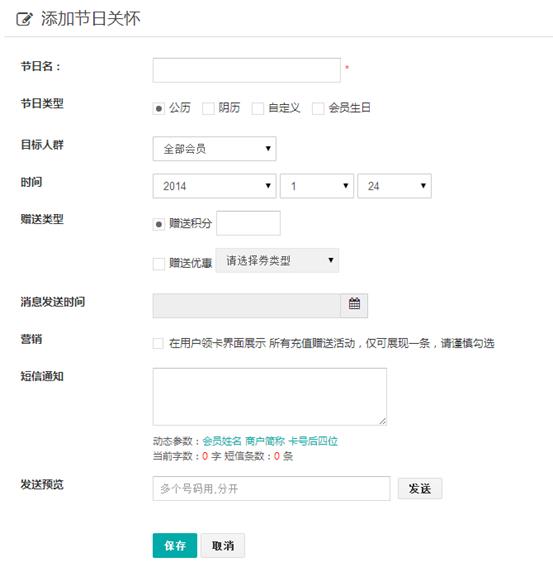 添加节日关怀
节日名： *
节日类型 公历 阴历 自定义 会员生日
目标人群 全部会员
时间 2014 1 24
赠送类型 赠送积分
赠送优惠 请选择券类型
消息发送时间
营销 在用户领卡界面展示 所有充值赠送活动，仅可展现一条，请谨慎勾选
短信通知
动态参数：会员姓名 商户简称 卡号后四位
当前字数：0 字 短信条数：0 条
发送预览 多个号码用,分开 发送
保存 取消